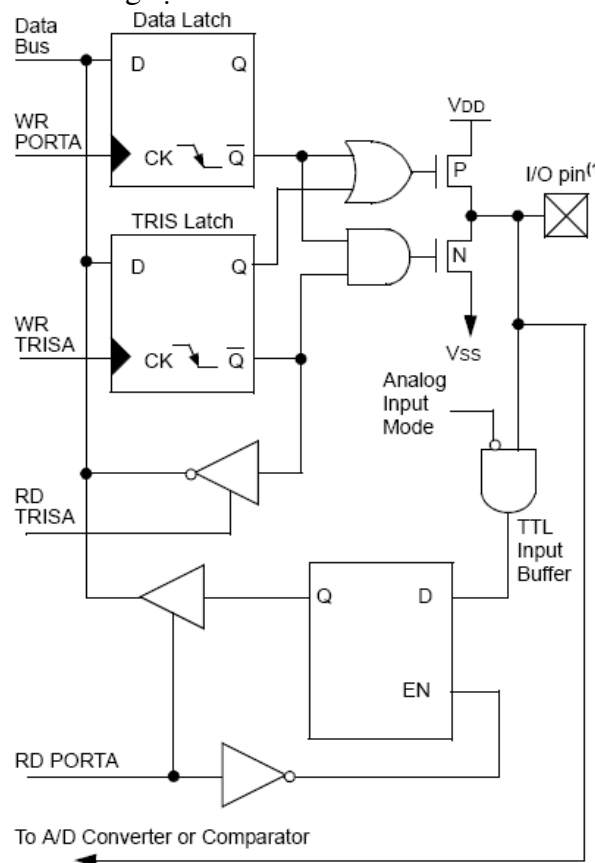 Data Latch
Data
Bus
D
Q
WR
PORTA
CK
Q
VDD
P
I/O pin(
TRIS Latch
D
Q
N
WR
TRISA
CK
Q
VSS
Analog
Input
Mode
RD
TRISA
TTL
Input
Buffer
Q
D
EN
RD PORTA
To A/D Converter or Comparator